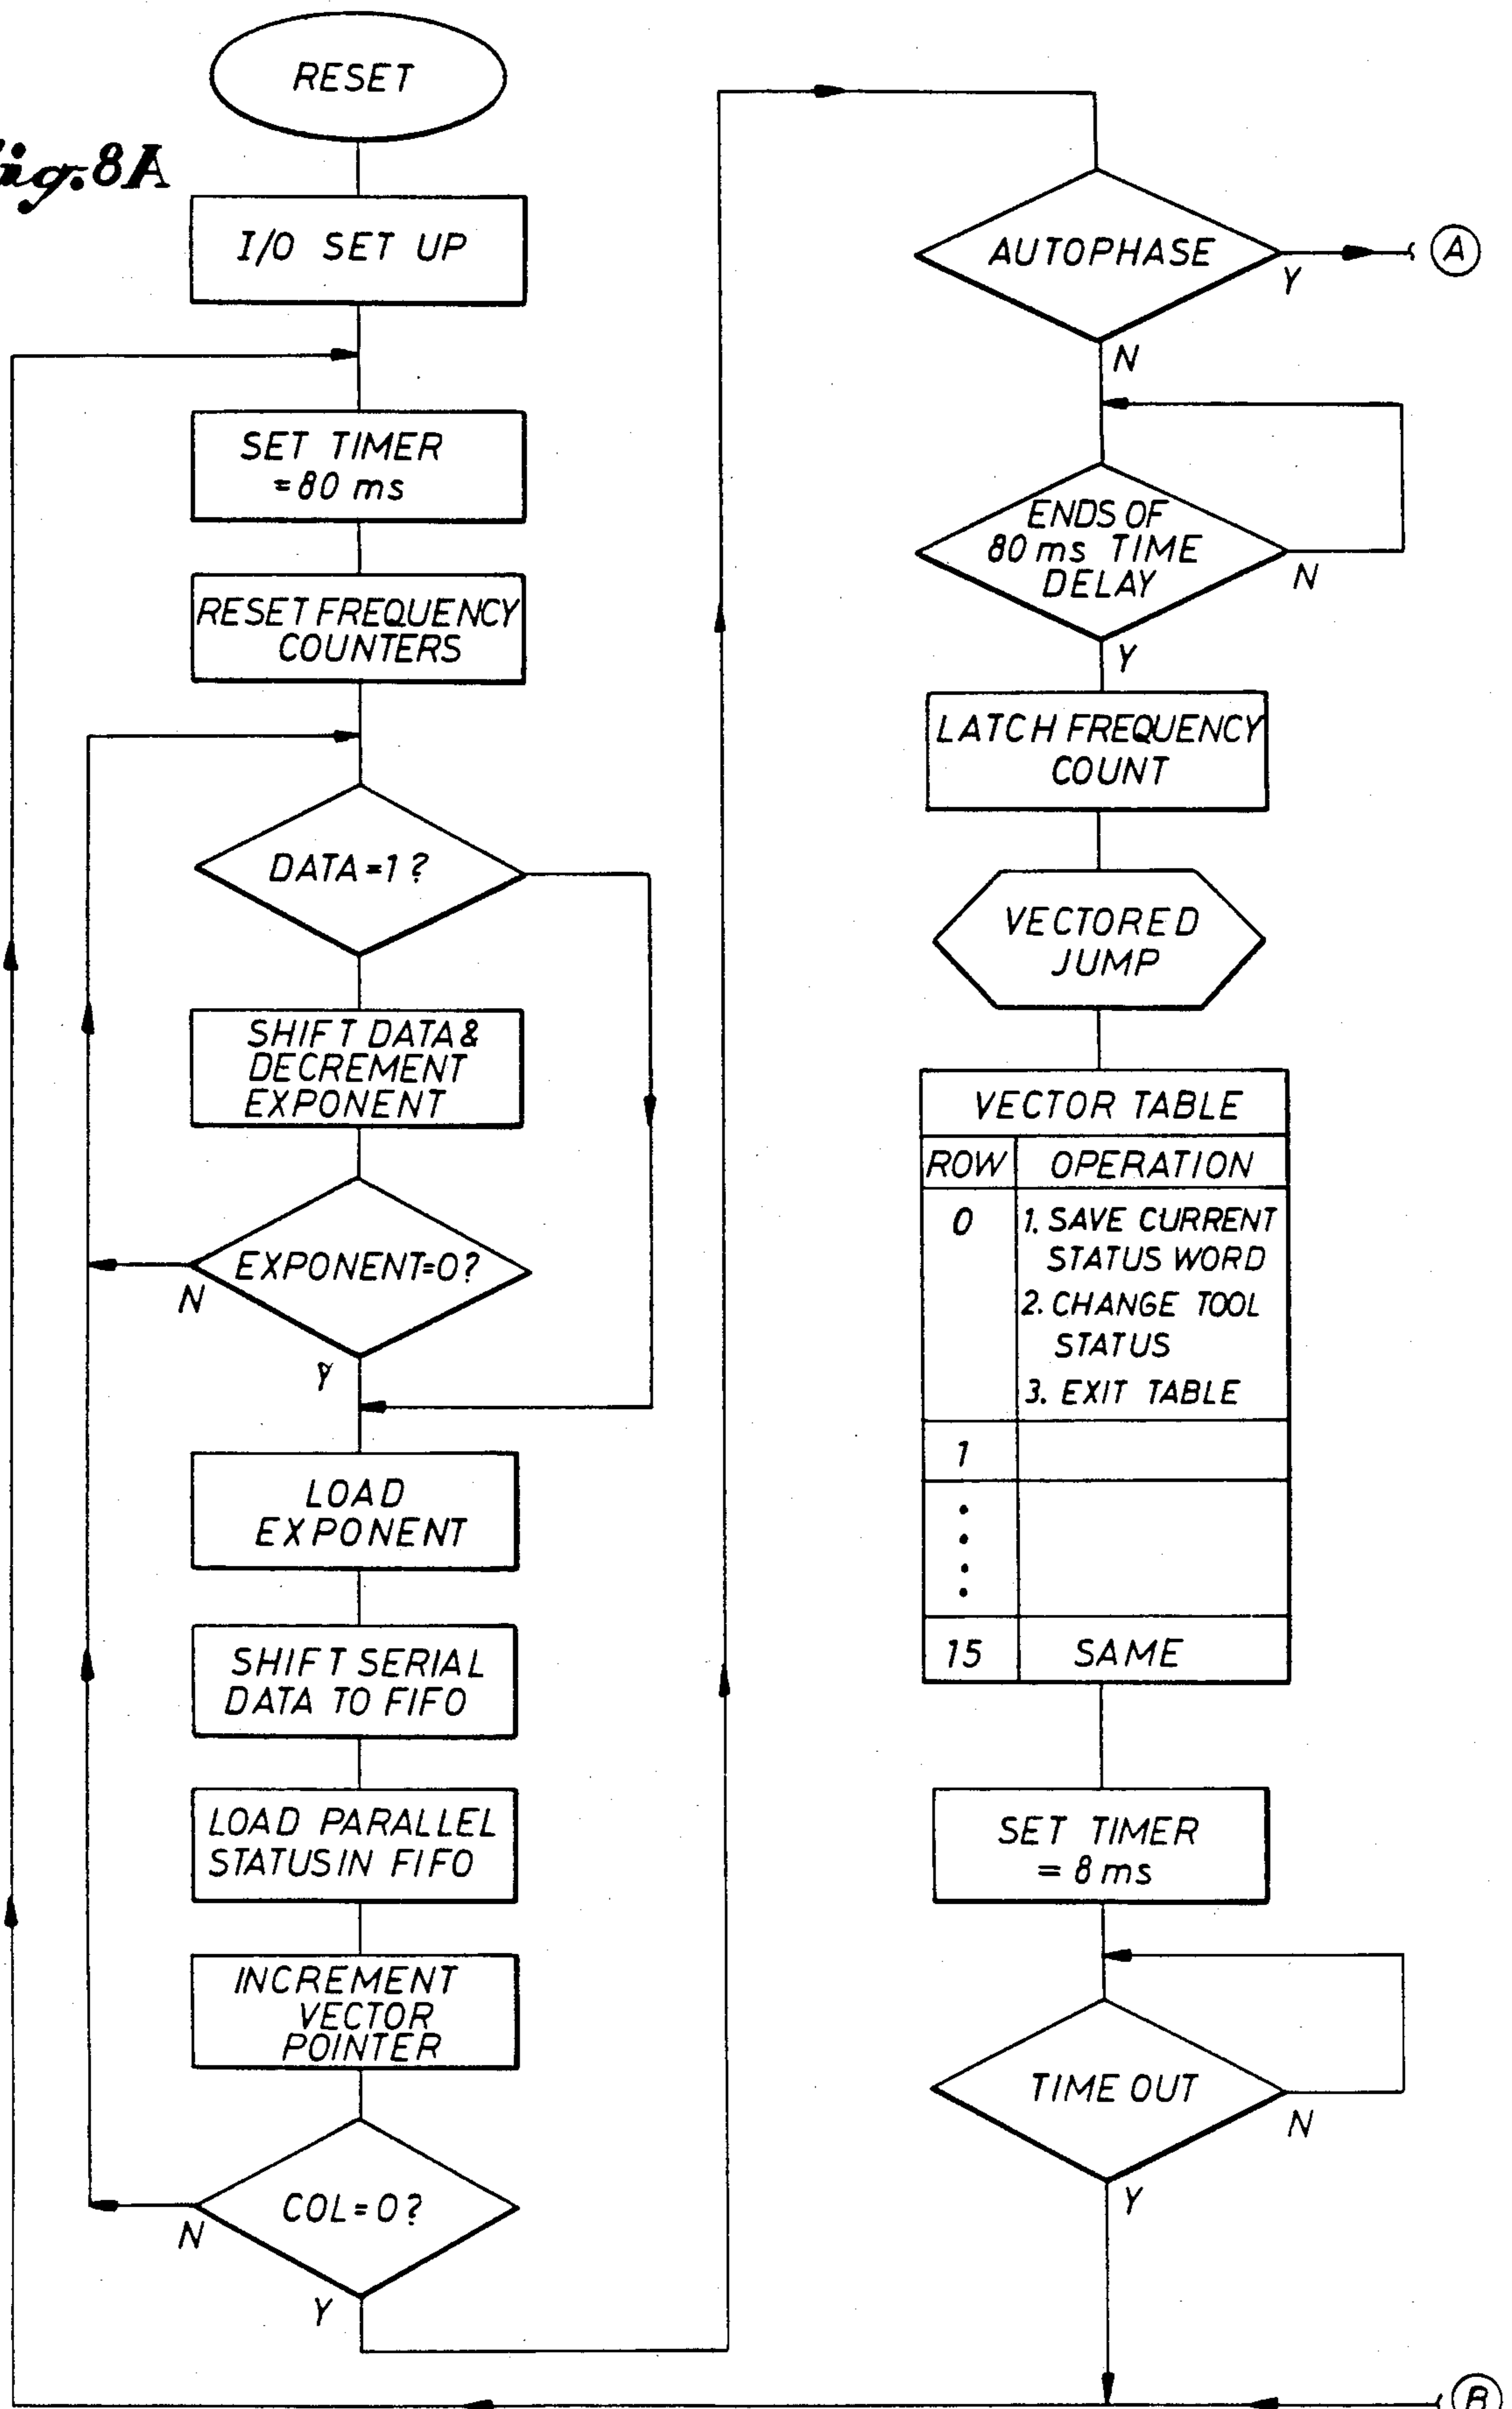 Fig. 8A
RESET
I/O SET UP
SET TIMER
=80 ms
RESET FREQUENCY
COUNTERS
DATA=1?
SHIFT DATA &
DECREMENT
EXPONENT
EXPONENT=0?
N
Y
LOAD
EXPONENT
SHIFT SERIAL
DATA TO FIFO
LOAD PARALLEL
STATUS IN FIFO
INCREMENT
VECTOR
POINTER
COL=0?
N
Y
AUTOPHASE
Y
A
N
ENDS OF
80 ms TIME
DELAY
N
Y
LATCH FREQUENCY
COUNT
VECTORED
JUMP
VECTOR TABLE
ROW OPERATION
0 1. SAVE CURRENT
STATUS WORD
2. CHANGE TOOL
STATUS
3. EXIT TABLE
1
15 SAME
SET TIMER
= 8 ms
TIME OUT
N
Y
B